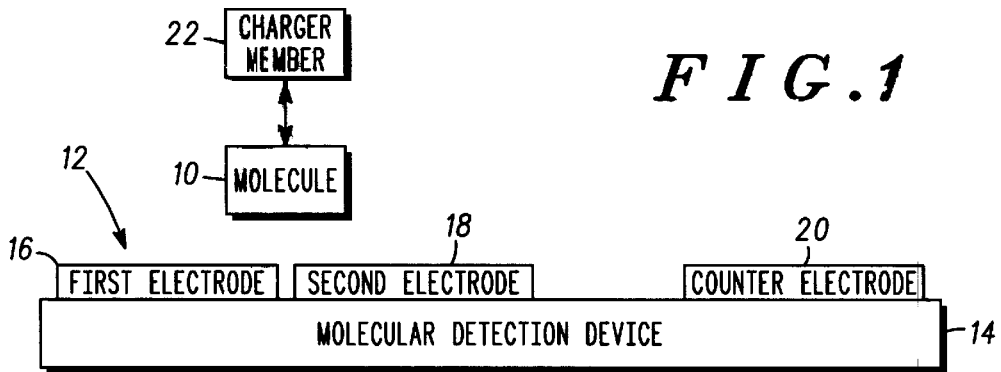 22
CHARGER
MEMBER
FIG.1
10
MOLECULE
12
16
FIRST ELECTRODE
18
SECOND ELECTRODE
20
COUNTER ELECTRODE
MOLECULAR DETECTION DEVICE
14